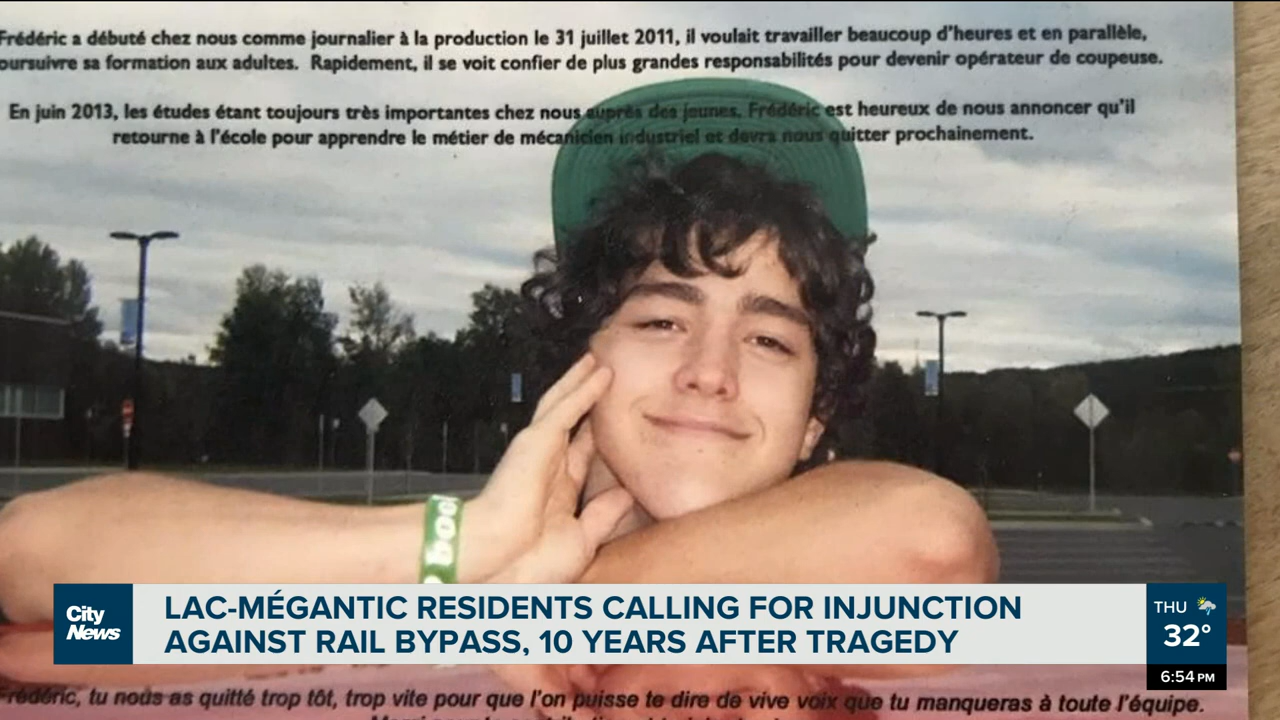 Frédéric a débuté chez nous comme journalier à la production le 31 juillet 2011, il voulait travailler beaucoup d'heures et en parallèle,
oursuivre sa formation aux adultes. Rapidement, il se voit confier de plus grandes responsabilités pour devenir opérateur de coupeuse.
En juin 2013, les études étant toujours très importantes chez nous auprès des jeunes. Frédéric est heureux de nous annoncer qu'il
retourne à l'école pour apprendre le métier de mécanicien industriel et devra nous quitter prochainement.
boo
City
News
LAC-MÉGANTIC RESIDENTS CALLING FOR INJUNCTION
AGAINST RAIL BYPASS, 10 YEARS AFTER TRAGEDY
THU
32°
6:54 PM
Frédéric, tu nous as quitté trop tôt, trop vite pour que l'on puisse te dire de vive voix que tu manqueras à toute l'équipe.